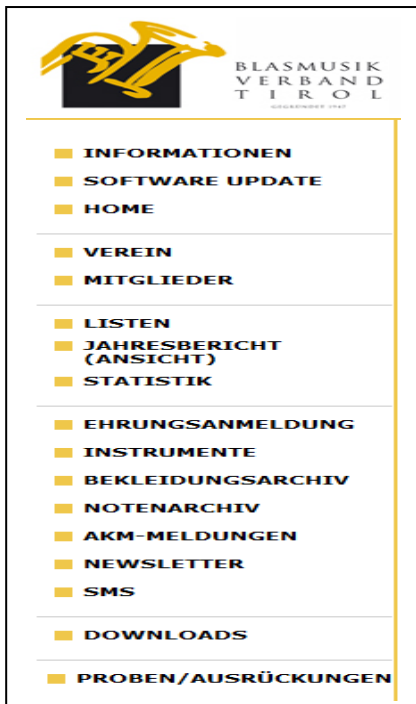 BLASMUSIK
VERBAND
TIROL
GEGRÜNDET 1947
INFORMATIONEN
SOFTWARE UPDATE
HOME
VEREIN
MITGLIEDER
LISTEN
JAHRESBERICHT
(ANSICHT)
STATISTIK
EHRUNGSANMELDUNG
INSTRUMENTE
BEKLEIDUNGSARCHIV
NOTENARCHIV
AKM-MELDUNGEN
NEWSLETTER
SMS
DOWNLOADS
PROBEN/AUSRÜCKUNGEN